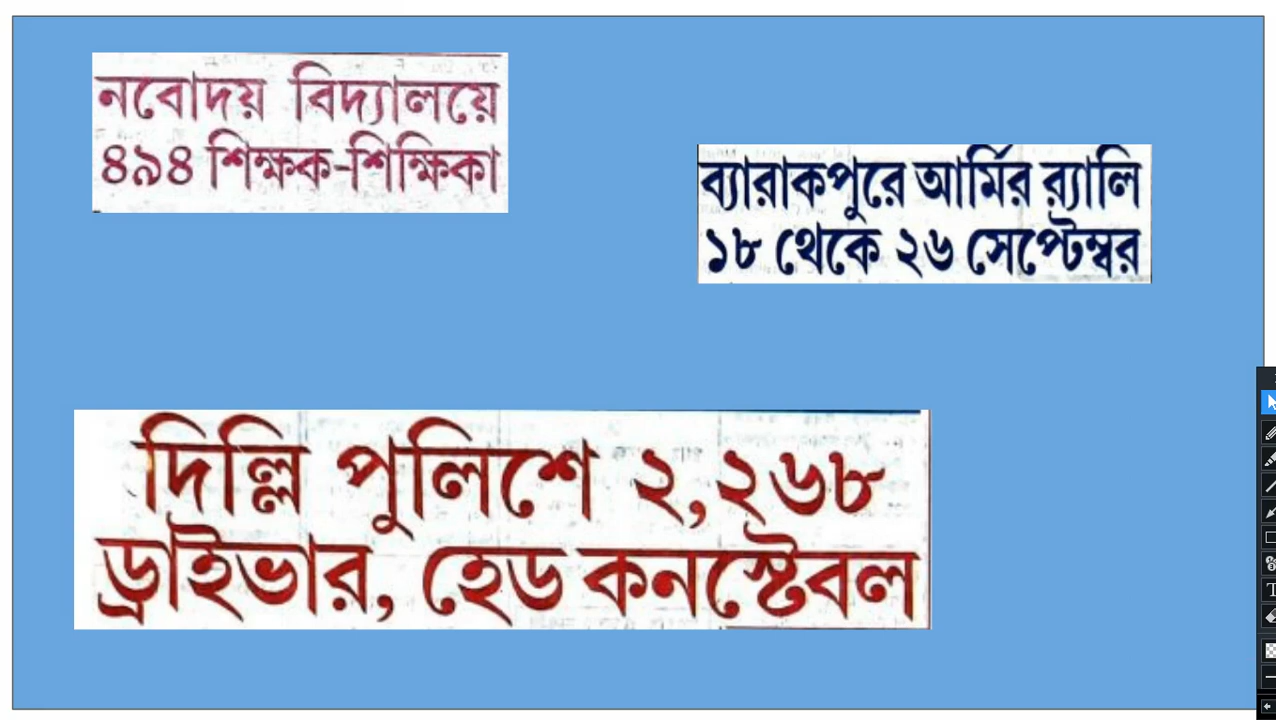 নবোদয় বিদ্যালয়ে
৪৯৪ শিক্ষক-শিক্ষিকা
ব্যারাকপুরে আর্মির র‍্যালি
১৮ থেকে ২৬ সেপ্টেম্বর
দিল্লি পুলিশে ২,২৬৮
ড্রাইভার, হেড কনস্টেবল